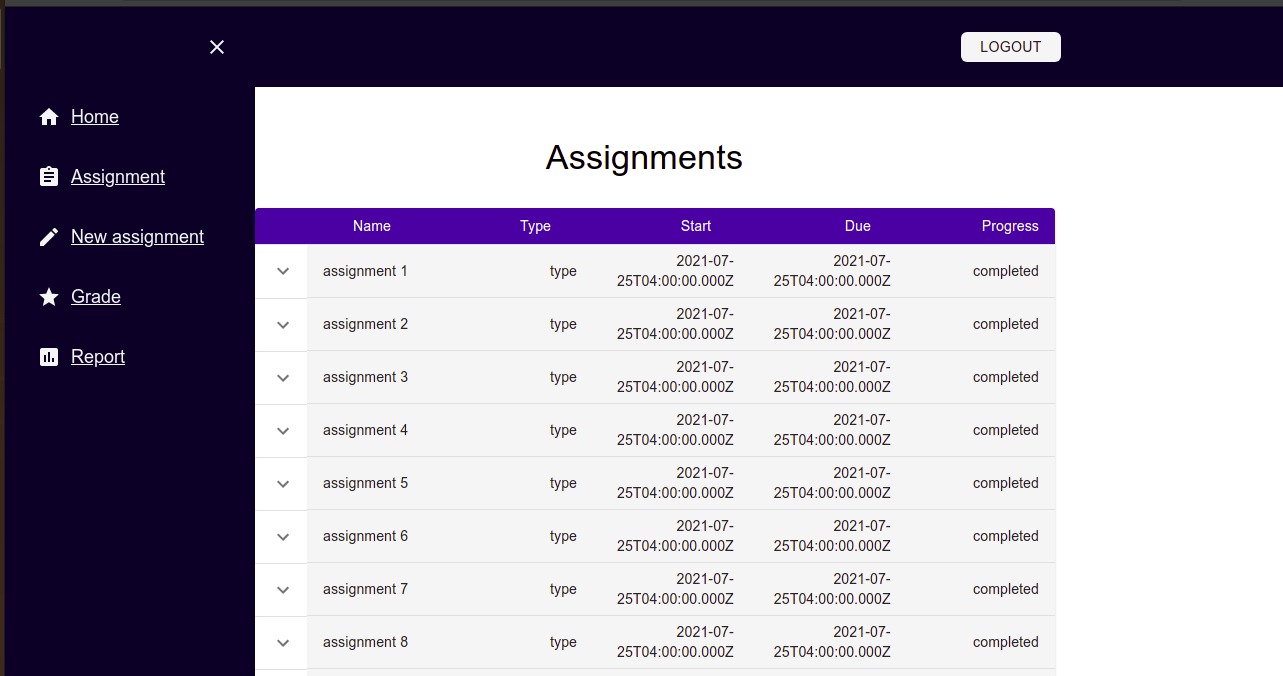 LOGOUT
Home
Assignment
New assignment
Grade
Report
Assignments
Name Type Start Due Progress
assignment 1 type 2021-07-25T04:00:00.000Z 2021-07-25T04:00:00.000Z completed
assignment 2 type 2021-07-25T04:00:00.000Z 2021-07-25T04:00:00.000Z completed
assignment 3 type 2021-07-25T04:00:00.000Z 2021-07-25T04:00:00.000Z completed
assignment 4 type 2021-07-25T04:00:00.000Z 2021-07-25T04:00:00.000Z completed
assignment 5 type 2021-07-25T04:00:00.000Z 2021-07-25T04:00:00.000Z completed
assignment 6 type 2021-07-25T04:00:00.000Z 2021-07-25T04:00:00.000Z completed
assignment 7 type 2021-07-25T04:00:00.000Z 2021-07-25T04:00:00.000Z completed
assignment 8 type 2021-07-25T04:00:00.000Z 2021-07-25T04:00:00.000Z completed